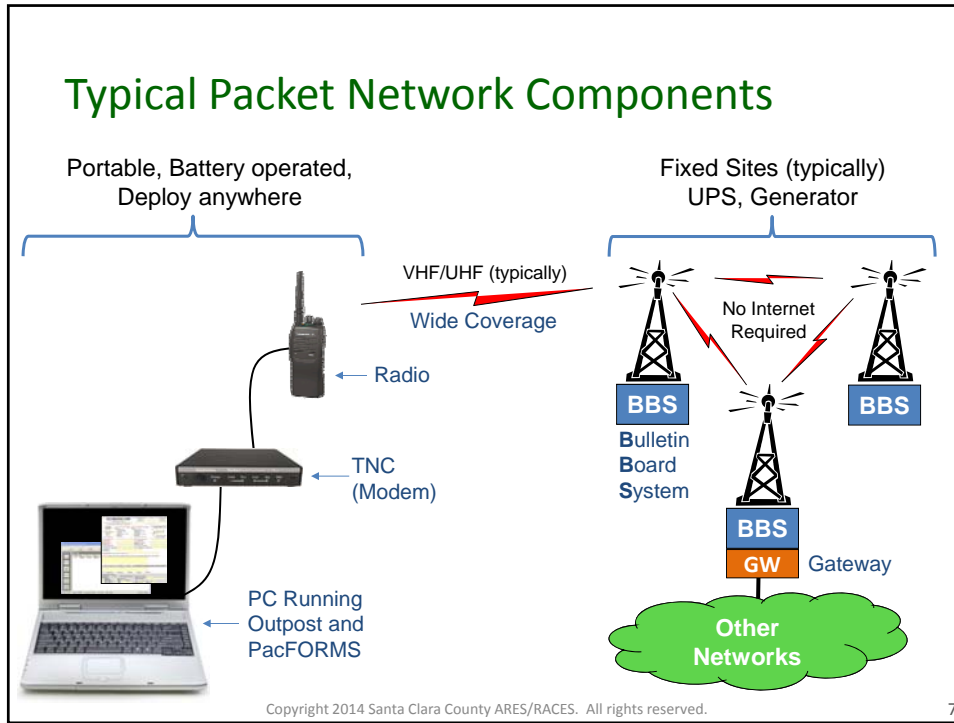 Typical Packet Network Components
Portable, Battery operated,
Deploy anywhere
Fixed Sites (typically)
UPS, Generator
VHF/UHF (typically)
Wide Coverage
No Internet
Required
Radio
BBS
BBS
Bulletin
Board
System
TNC
(Modem)
BBS
GW
Gateway
PC Running
Outpost and
PacFORMS
Other
Networks
Copyright 2014 Santa Clara County ARES/RACES. All rights reserved.
7